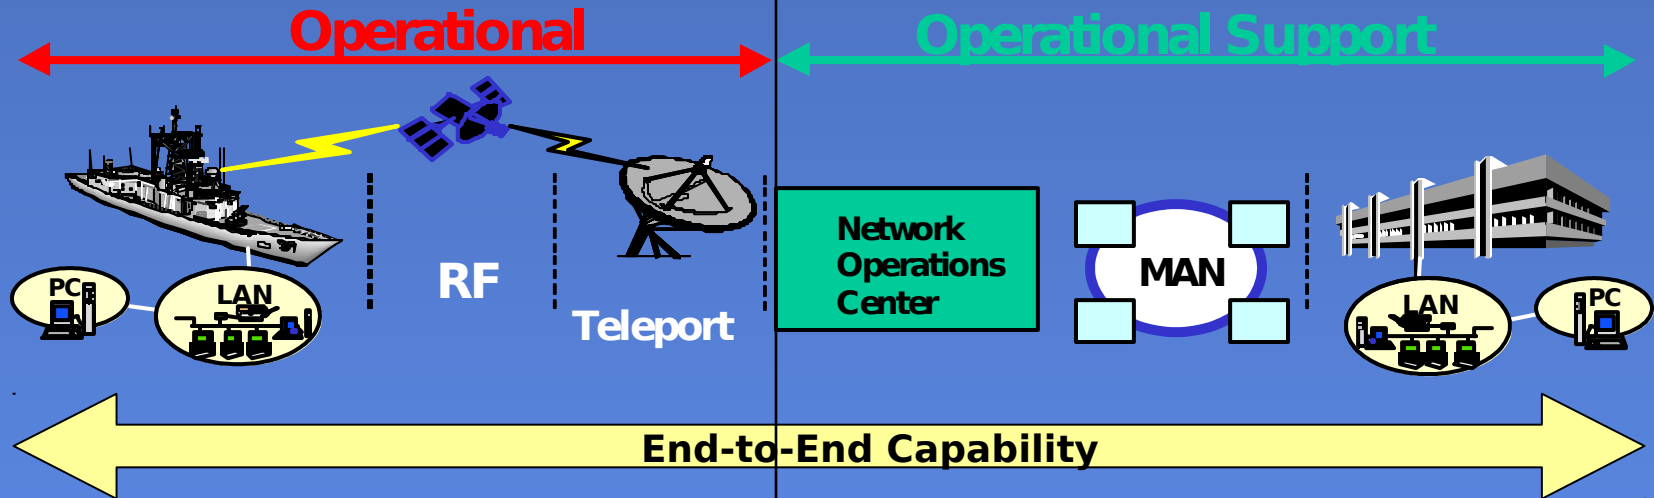 Operational
Operational Support
PC
LAN
RF
Teleport
Network
Operations
Center
MAN
LAN
PC
End-to-End Capability